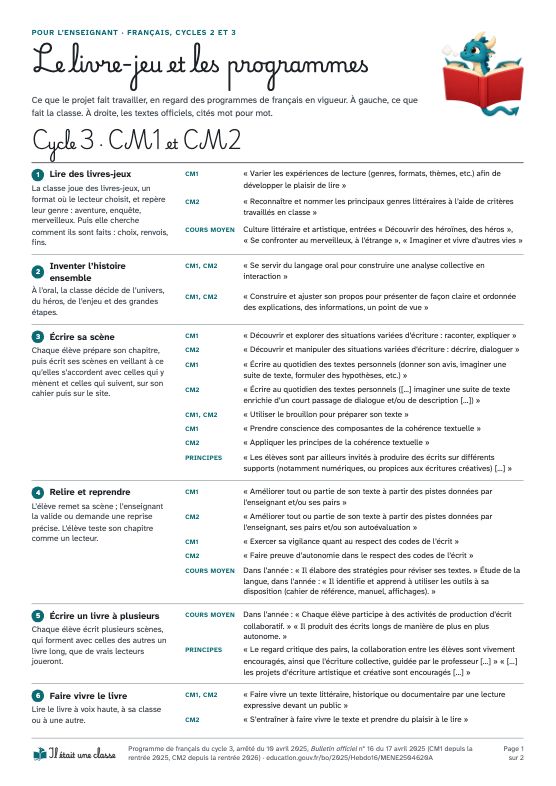 POUR L'ENSEIGNANT · FRANÇAIS, CYCLES 2 ET 3
Le livre-jeu et les programmes
Ce que le projet fait travailler, en regard des programmes de français en vigueur. À gauche, ce que
fait la classe. À droite, les textes officiels, cités mot pour mot.
Cycle 3 · CM1 et CM2
1 Lire des livres-jeux
La classe joue des livres-jeux, un
format où le lecteur choisit, et repère
leur genre : aventure, enquête,
merveilleux. Puis elle cherche
comment ils sont faits : choix, renvois,
fins.
CM1
« Varier les expériences de lecture (genres, formats, thèmes, etc.) afin de
développer le plaisir de lire »
CM2
« Reconnaître et nommer les principaux genres littéraires à l'aide de critères
travaillés en classe »
COURS MOYEN
Culture littéraire et artistique, entrées « Découvrir des héroïnes, des héros »,
« Se confronter au merveilleux, à l'étrange », « Imaginer et vivre d'autres vies »
2 Inventer l'histoire
ensemble
À l'oral, la classe décide de l'univers,
du héros, de l'enjeu et des grandes
étapes.
CM1, CM2
« Se servir du langage oral pour construire une analyse collective en
interaction »
CM1, CM2
« Construire et ajuster son propos pour présenter de façon claire et ordonnée
des explications, des informations, un point de vue »
3 Écrire sa scène
Chaque élève prépare son chapitre,
puis écrit ses scènes en veillant à ce
qu'elles s'accordent avec celles qui y
mènent et celles qui suivent, sur son
cahier puis sur le site.
CM1
« Découvrir et explorer des situations variées d'écriture : raconter, expliquer »
CM2
« Découvrir et manipuler des situations variées d'écriture : décrire, dialoguer »
CM1
« Écrire au quotidien des textes personnels (donner son avis, imaginer une
suite de texte, formuler des hypothèses, etc.) »
CM2
« Écrire au quotidien des textes personnels ([…] imaginer une suite de texte
enrichie d'un court passage de dialogue et/ou de description […]) »
CM1, CM2
« Utiliser le brouillon pour préparer son texte »
CM1
« Prendre conscience des composantes de la cohérence textuelle »
CM2
« Appliquer les principes de la cohérence textuelle »
PRINCIPES
« Les élèves sont par ailleurs invités à produire des écrits sur différents
supports (notamment numériques, ou propices aux écritures créatives) […] »
4 Relire et reprendre
L'élève remet sa scène ; l'enseignant
la valide ou demande une reprise
précise. L'élève teste son chapitre
comme un lecteur.
CM1
« Améliorer tout ou partie de son texte à partir des pistes données par
l'enseignant et/ou ses pairs »
CM2
« Améliorer tout ou partie de son texte à partir des pistes données par
l'enseignant, ses pairs et/ou son autoévaluation »
CM1
« Exercer sa vigilance quant au respect des codes de l'écrit »
CM2
« Faire preuve d'autonomie dans le respect des codes de l'écrit »
COURS MOYEN
Dans l'année : « Il élabore des stratégies pour réviser ses textes. » Étude de la
langue, dans l'année : « Il identifie et apprend à utiliser les outils à sa
disposition (cahier de référence, manuel, affichages). »
5 Écrire un livre à plusieurs
Chaque élève écrit plusieurs scènes,
qui forment avec celles des autres un
livre long, que de vrais lecteurs
joueront.
COURS MOYEN
Dans l'année : « Chaque élève participe à des activités de production d'écrit
collaboratif. » « Il produit des écrits longs de manière de plus en plus
autonome. »
PRINCIPES
« Le regard critique des pairs, la collaboration entre les élèves sont vivement
encouragés, ainsi que l'écriture collective, guidée par le professeur […] » « […]
les projets d'écriture artistique et créative sont encouragés […] »
6 Faire vivre le livre
Lire le livre à voix haute, à sa classe
ou à une autre.
CM1, CM2
« Faire vivre un texte littéraire, historique ou documentaire par une lecture
expressive devant un public »
CM2
« S'entraîner à faire vivre le texte et prendre du plaisir à le lire »
Il était une classe
Programme de français du cycle 3, arrêté du 10 avril 2025, Bulletin officiel n° 16 du 17 avril 2025 (CM1 depuis la
rentrée 2025, CM2 depuis la rentrée 2026) · education.gouv.fr/bo/2025/Hebdo16/MENE2504620A
Page 1
sur 2